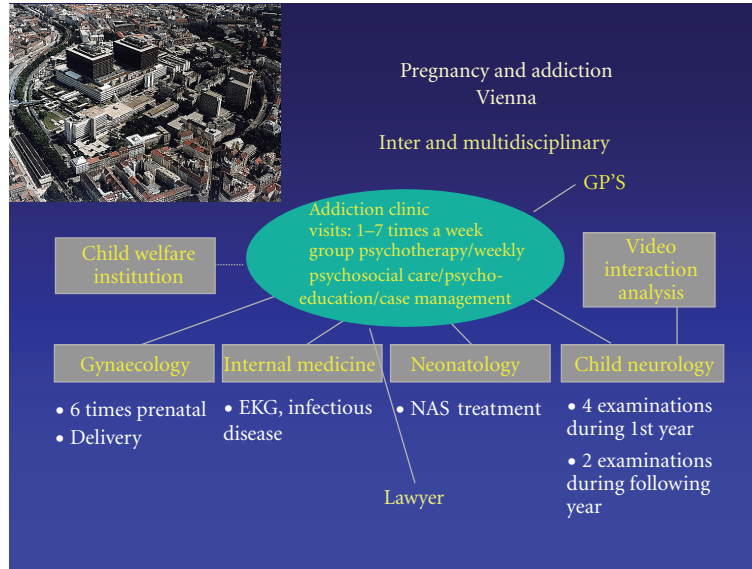 Pregnancy and addiction
Vienna
Inter and multidisciplinary
GP'S
Addiction clinic
visits: 1–7 times a week
group psychotherapy/weekly
psychosocial care/psycho-
education/case management
Child welfare
institution
Video
interaction
analysis
Gynaecology
Internal medicine
Neonatology
Child neurology
• 6 times prenatal
• Delivery
• EKG, infectious
disease
• NAS treatment
• 4 examinations
during 1st year
• 2 examinations
during following
year
Lawyer